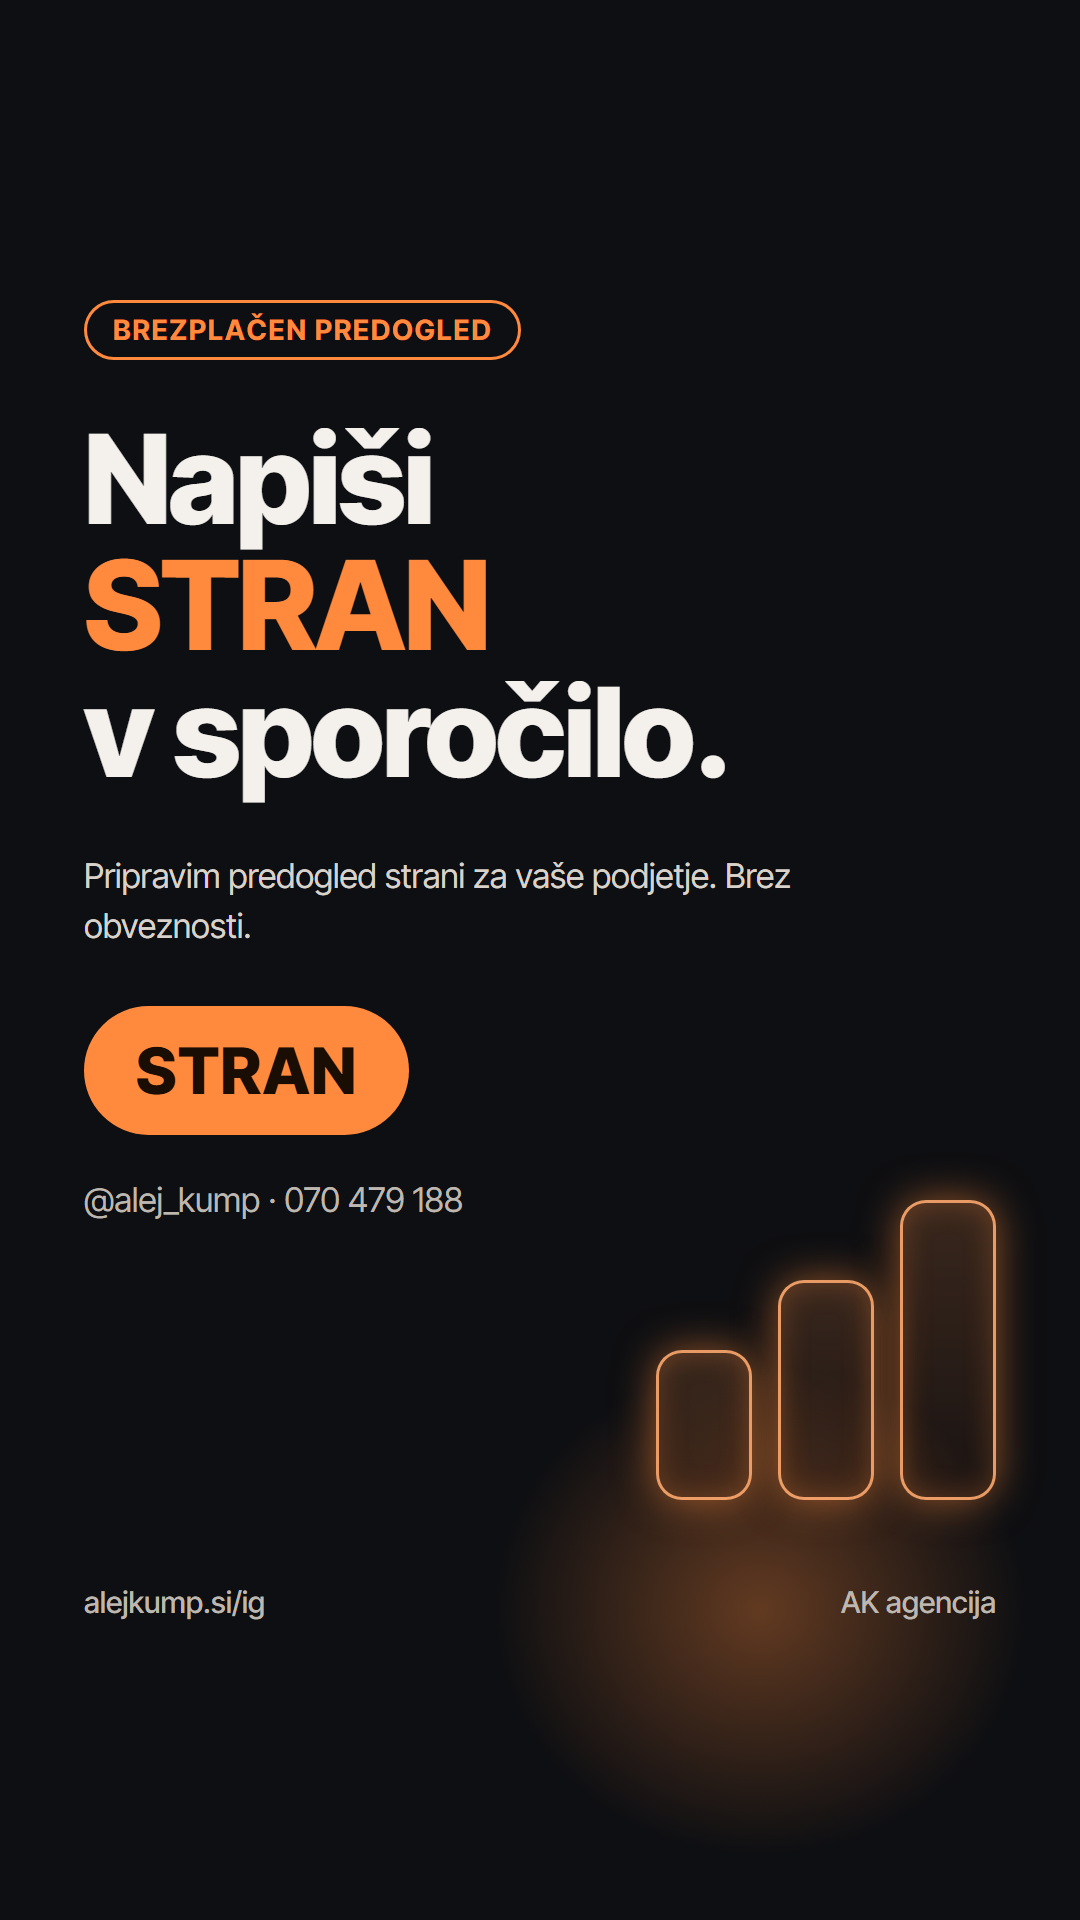 BREZPLAČEN PREDOGLED
Napiši
STRAN
v sporočilo.
Pripravim predogled strani za vaše podjetje. Brez
obveznosti.
STRAN
@alej_kump · 070 479 188
alejkump.si/ig
AK agencija